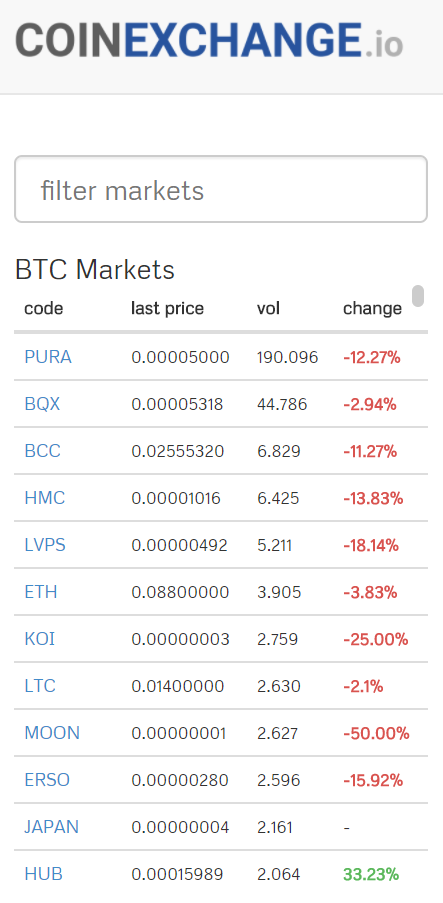 COINEXCHANGE.io
filter markets
BTC Markets
code last price vol change
PURA 0.00005000 190.096 -12.27%
BQX 0.00005318 44.786 -2.94%
BCC 0.02555320 6.829 -11.27%
HMC 0.00001016 6.425 -13.83%
LVPS 0.00000492 5.211 -18.14%
ETH 0.08800000 3.905 -3.83%
KOI 0.00000003 2.759 -25.00%
LTC 0.01400000 2.630 -2.1%
MOON 0.00000001 2.627 -50.00%
ERSO 0.00000280 2.596 -15.92%
JAPAN 0.00000004 2.161 -
HUB 0.00015989 2.064 33.23%